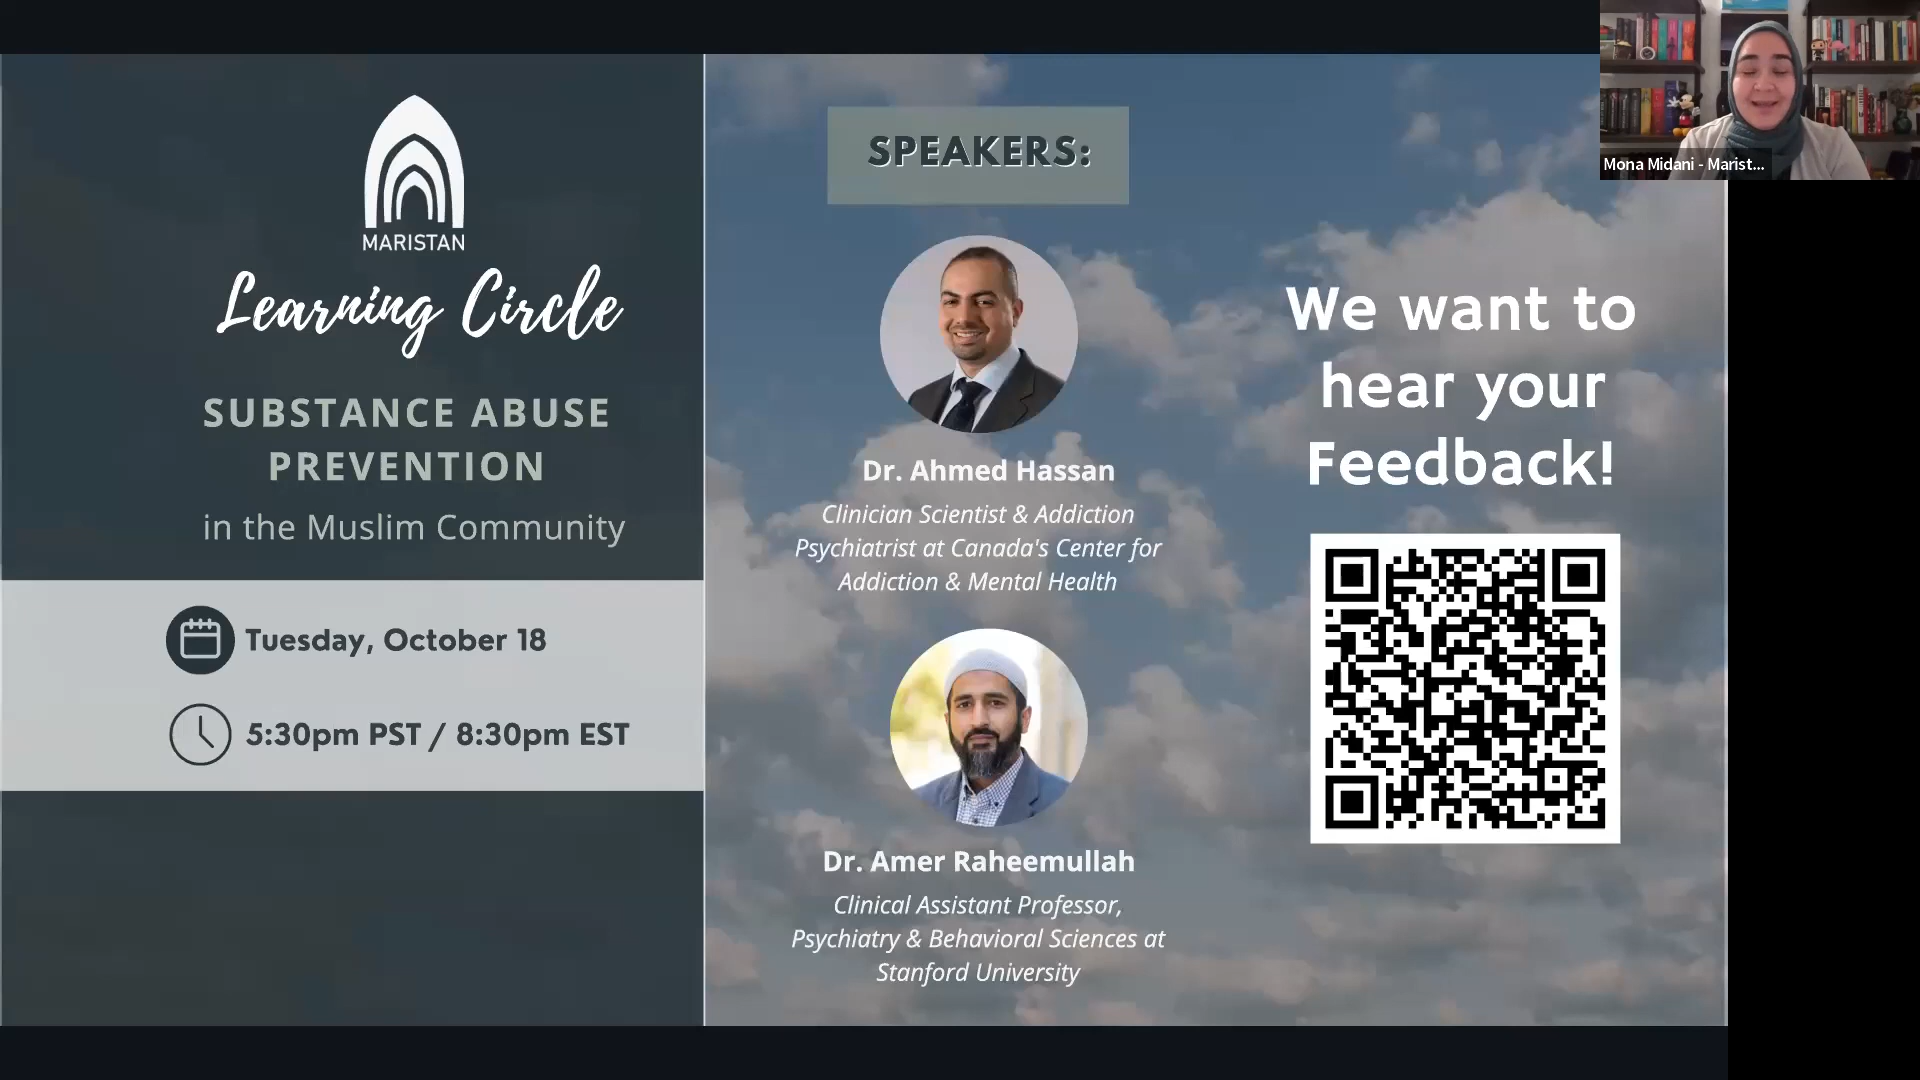 MARISTAN
Learning Circle
SUBSTANCE ABUSE
PREVENTION
in the Muslim Community
Tuesday, October 18
5:30pm PST / 8:30pm EST
SPEAKERS:
Dr. Ahmed Hassan
Clinician Scientist & Addiction
Psychiatrist at Canada's Center for
Addiction & Mental Health
Dr. Amer Raheemullah
Clinical Assistant Professor,
Psychiatry & Behavioral Sciences at
Stanford University
We want to
hear your
Feedback!
Mona Midani - Marist...